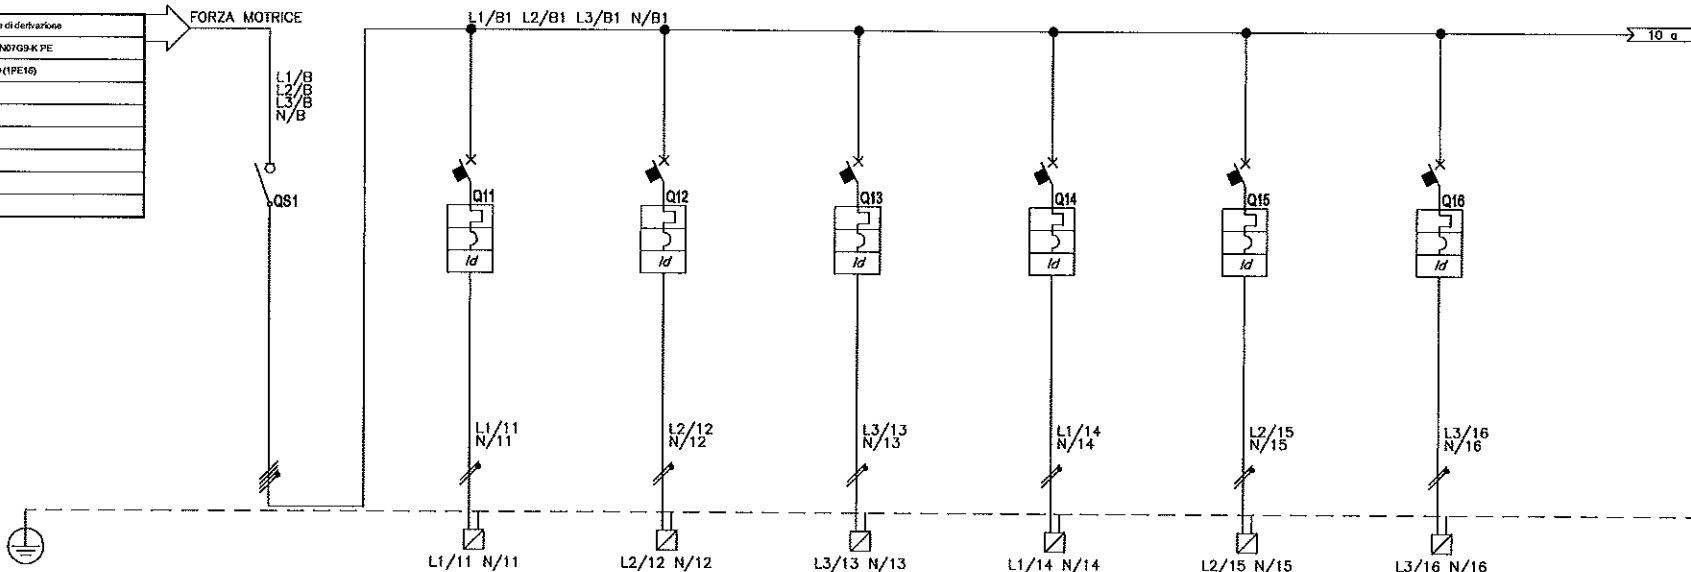 e di derivazione
N07G9-K PE
(1PE16)
FORZA MOTRICE
L1/B
L2/B
L3/B
N/B
QS1
L1/B1 L2/B1 L3/B1 N/B1
10 a
Q11
Q12
Q13
Q14
Q15
Q16
Id
Id
Id
Id
Id
Id
L1/11
N/11
L2/12
N/12
L3/13
N/13
L1/14
N/14
L2/15
N/15
L3/16
N/16
L1/11 N/11
L2/12 N/12
L3/13 N/13
L1/14 N/14
L2/15 N/15
L3/16 N/16